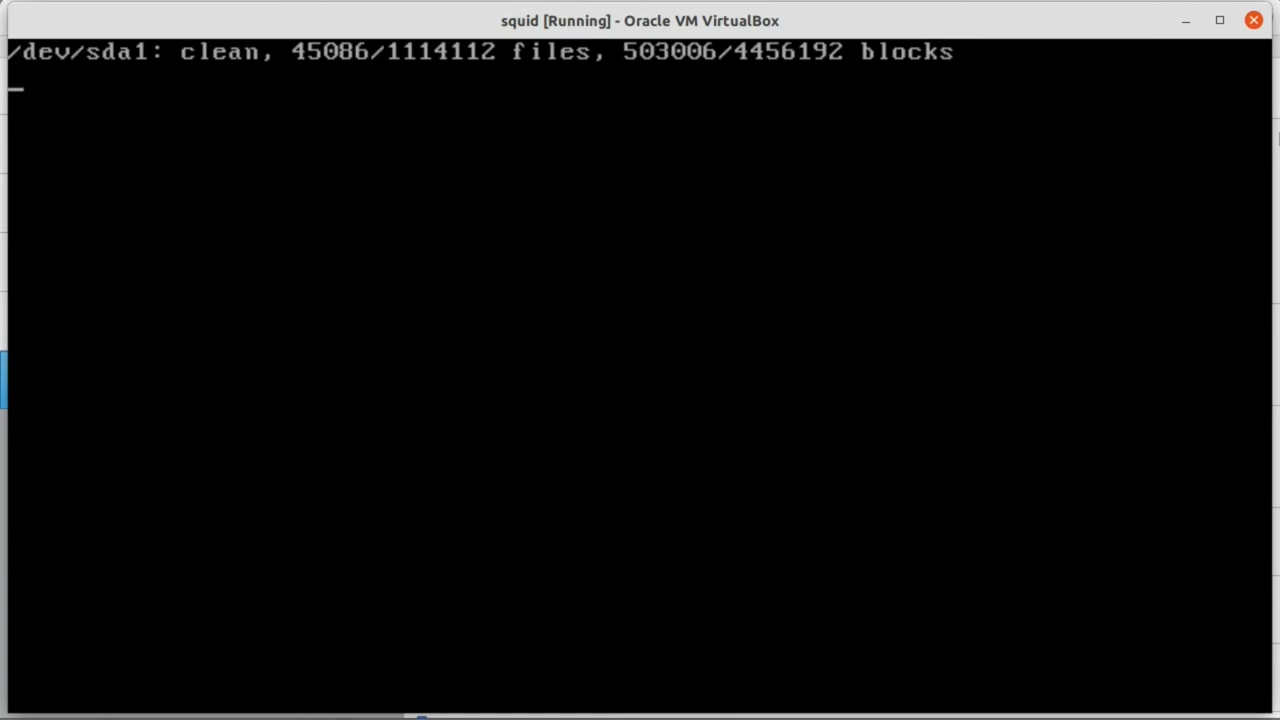 squid [Running] - Oracle VM VirtualBox
/dev/sda1: clean, 45086/1114112 files, 503006/4456192 blocks